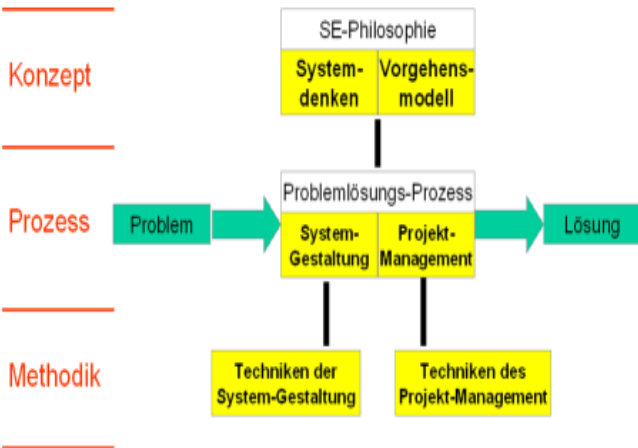 SE-Philosophie
Konzept
System-
denken
Vorgehens-
modell
Problemlösungs-Prozess
Prozess
Problem
System-
Gestaltung
Projekt-
Management
Lösung
Methodik
Techniken der
System-Gestaltung
Techniken des
Projekt-Management